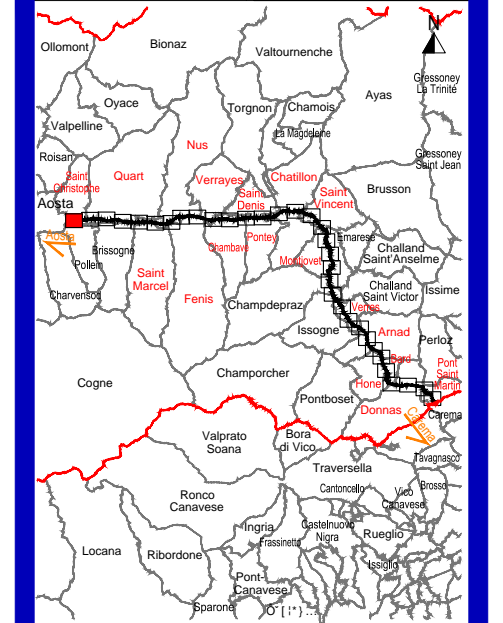 N
Ollomont
Bionaz
Valtournenche
Gressoney
La Trinité
Ayas
Oyace
Torgnon
Chamois
Valpelline
La Magdeleine
Nus
Roisan
Gressoney
Saint Jean
Saint
Christophe
Quart
Verrayes
Chatillon
Saint
Denis
Saint
Vincent
Brusson
Aosta
Aosta
Brissogne
Pollein
Chambave
Pontey
Emarese
Challand
Saint'Anselme
Saint
Marcel
Montjovet
Charvensod
Fenis
Challand
Saint Victor
Issime
Champdepraz
Verres
Issogne
Arnad
Perloz
Bard
Pont
Saint
Martin
Champorcher
Cogne
Hone
Pontboset
Donnas
Carema
Carema
Valprato
Soana
Bora
di Vico
Tavagnasco
Traversella
Cantoncello
Brosso
Vico
Canavese
Ronco
Canavese
Ingria
Castelnuovo
Nigra
Rueglio
Frassinetto
Locana
Ribordone
Issiglio
Pont-
Canavese
Sparone